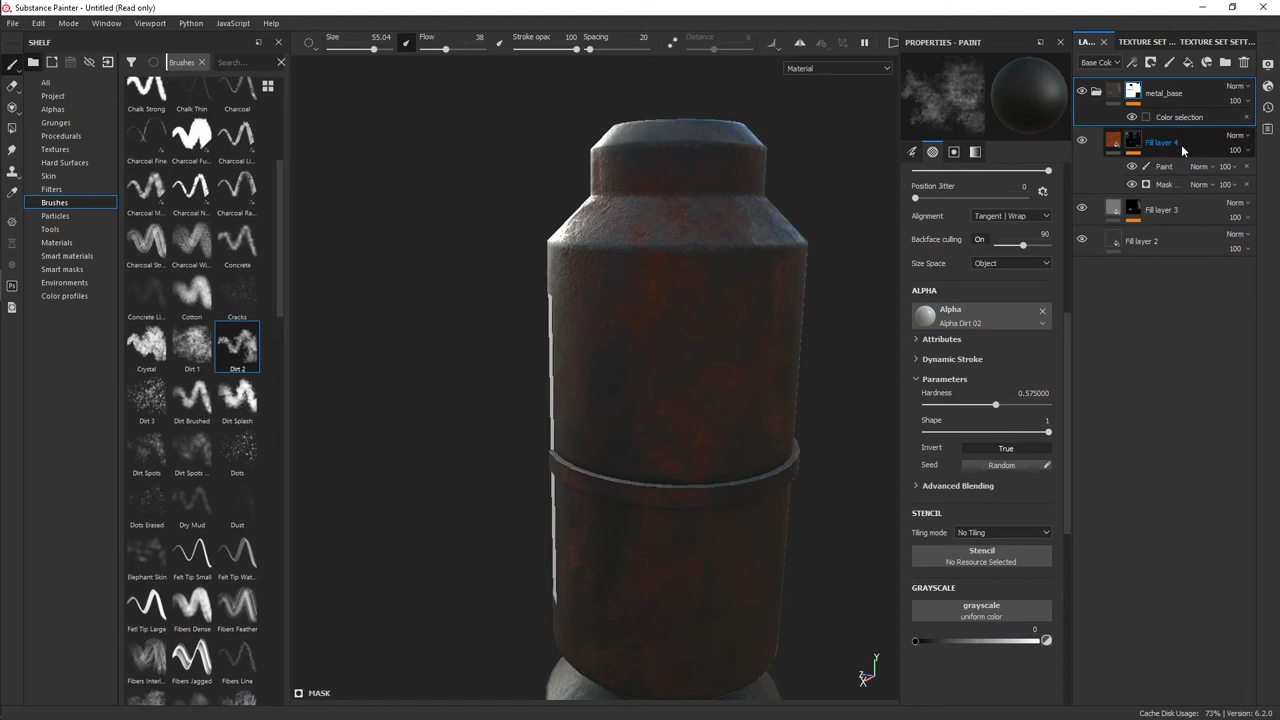 Substance Painter - Untitled (Read only)
File Edit Mode Window Viewport Python JavaScript Help
SHELF
Brushes
Search...
All
Project
Alphas
Grunges
Procedurals
Textures
Hard Surfaces
Skin
Filters
Brushes
Particles
Tools
Materials
Smart materials
Smart masks
Environments
Color profiles
Chalk Strong Chalk Thin Charcoal
Charcoal Fine Charcoal Fu... Charcoal ...
Charcoal M... Charcoal N... Charcoal Ra...
Charcoal Str... Charcoal Wi... Concrete
Concrete Li... Cotton Cracks
Crystal Dirt 1 Dirt 2
Dirt 3 Dirt Brushed Dirt Splash
Dirt Spots Dirt Spots ... Dots
Dots Erased Dry Mud Dust
Elephant Skin Felt Tip Small Felt Tip Wat...
Fetl Tip Large Fibers Dense Fibers Feather
Fibers Interl... Fibers Jagged Fibers Line
Size 55.04 Flow 38 Stroke opac 100 Spacing 20 Distance 8
Material
MASK
Y
Z
X
PROPERTIES - PAINT
Position Jitter 0
Alignment Tangent | Wrap
Backface culling On 90
Size Space Object
ALPHA
Alpha
Alpha Dirt 02
Attributes
Dynamic Stroke
Parameters
Hardness 0.575000
Shape 1
Invert True
Seed Random
Advanced Blending
STENCIL
Tiling mode No Tiling
Stencil
No Resource Selected
GRAYSCALE
grayscale
uniform color
0
LA... TEXTURE SET ... TEXTURE SET SETT...
Base Col
metal_base Norm
100
Color selection
Fill layer 4 Norm
100
Paint Norm 100
Mask ... Norm 100
Fill layer 3 Norm
100
Fill layer 2 Norm
100
Cache Disk Usage: 73% | Version: 6.2.0